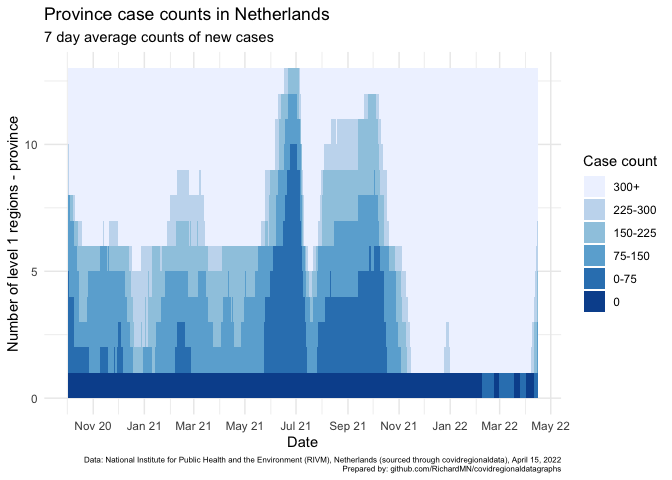 Province case counts in Netherlands
7 day average counts of new cases
Number of level 1 regions - province
10
5
0
Nov 20
Jan 21
Mar 21
May 21
Jul 21
Sep 21
Nov 21
Jan 22
Mar 22
May 22
Date
Case count
300+
225-300
150-225
75-150
0-75
0
Data: National Institute for Public Health and the Environment (RIVM), Netherlands (sourced through covidregionaldata), April 15, 2022
Prepared by: github.com/RichardMN/covidregionaldatagraphs